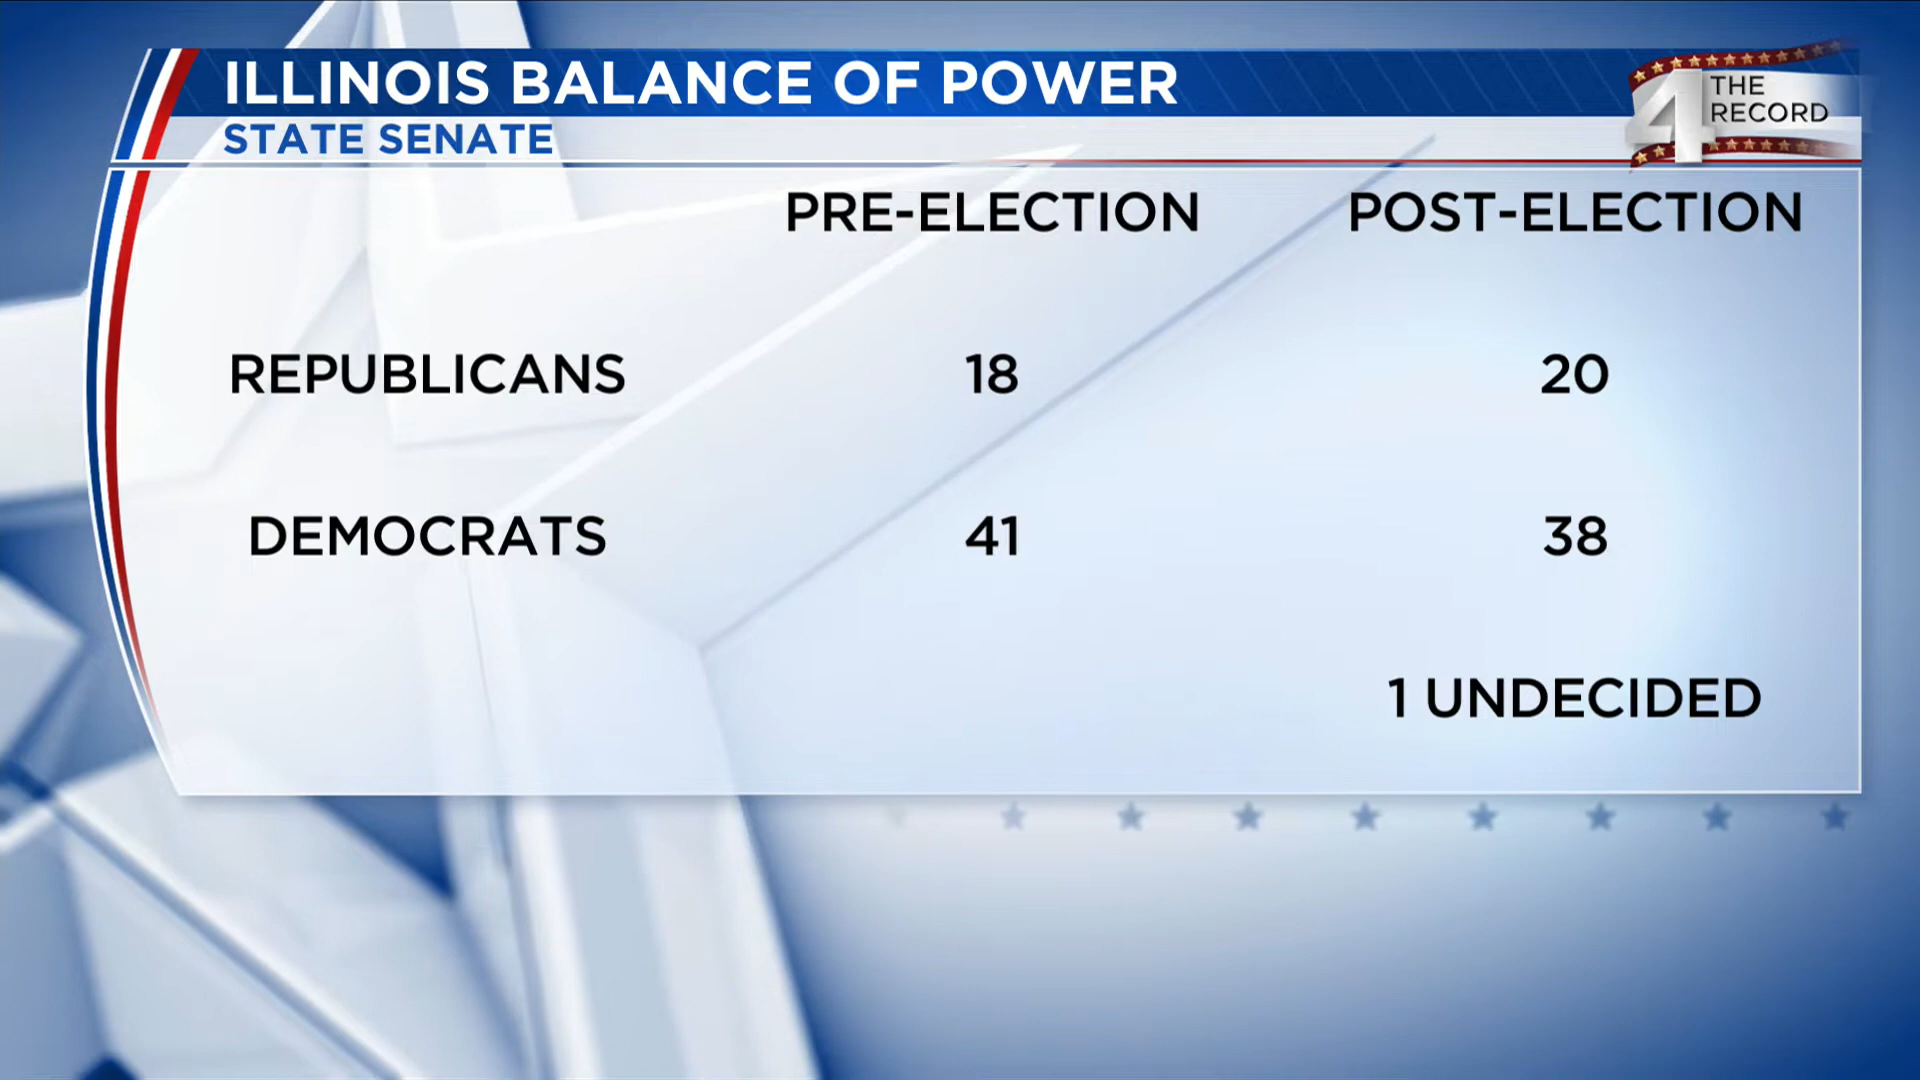 ILLINOIS BALANCE OF POWER
STATE SENATE
4 THE
RECORD
PRE-ELECTION POST-ELECTION
REPUBLICANS 18 20
DEMOCRATS 41 38
1 UNDECIDED